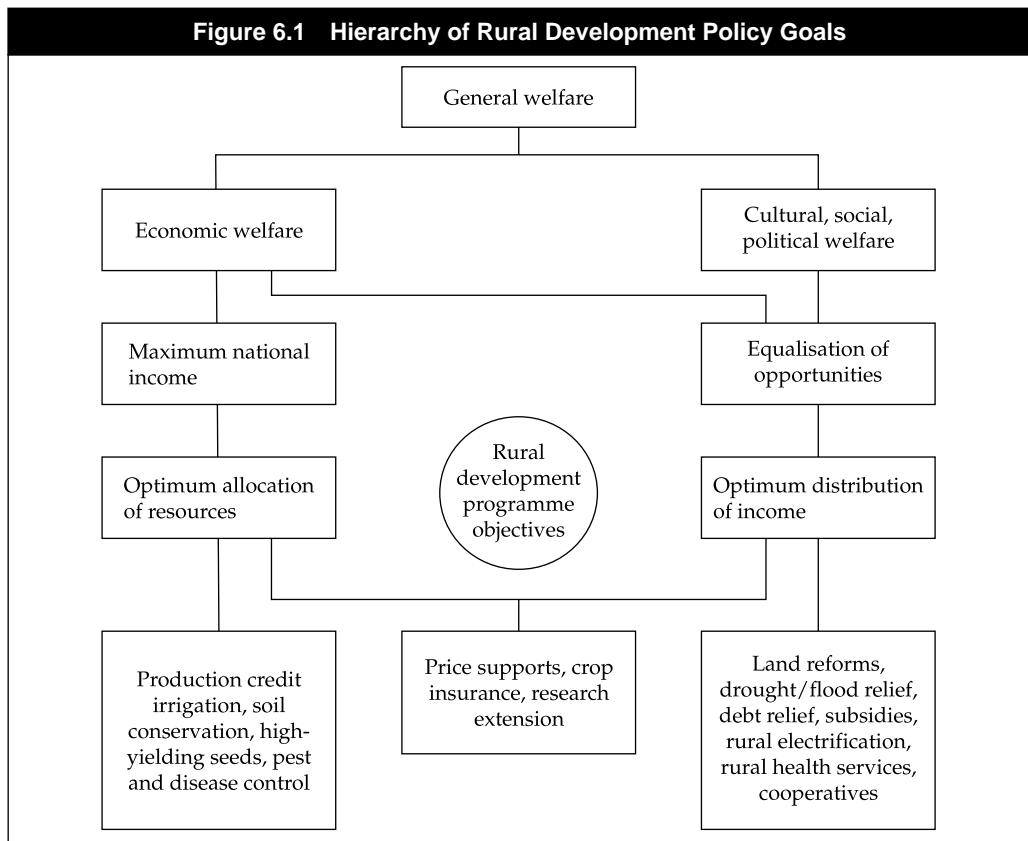 Figure 6.1 Hierarchy of Rural Development Policy Goals
General welfare
Economic welfare
Cultural, social,
political welfare
Maximum national
income
Equalisation of
opportunities
Optimum allocation
of resources
Rural
development
programme
objectives
Optimum distribution
of income
Production credit
irrigation, soil
conservation, high-
yielding seeds, pest
and disease control
Price supports, crop
insurance, research
extension
Land reforms,
drought/flood relief,
debt relief, subsidies,
rural electrification,
rural health services,
cooperatives